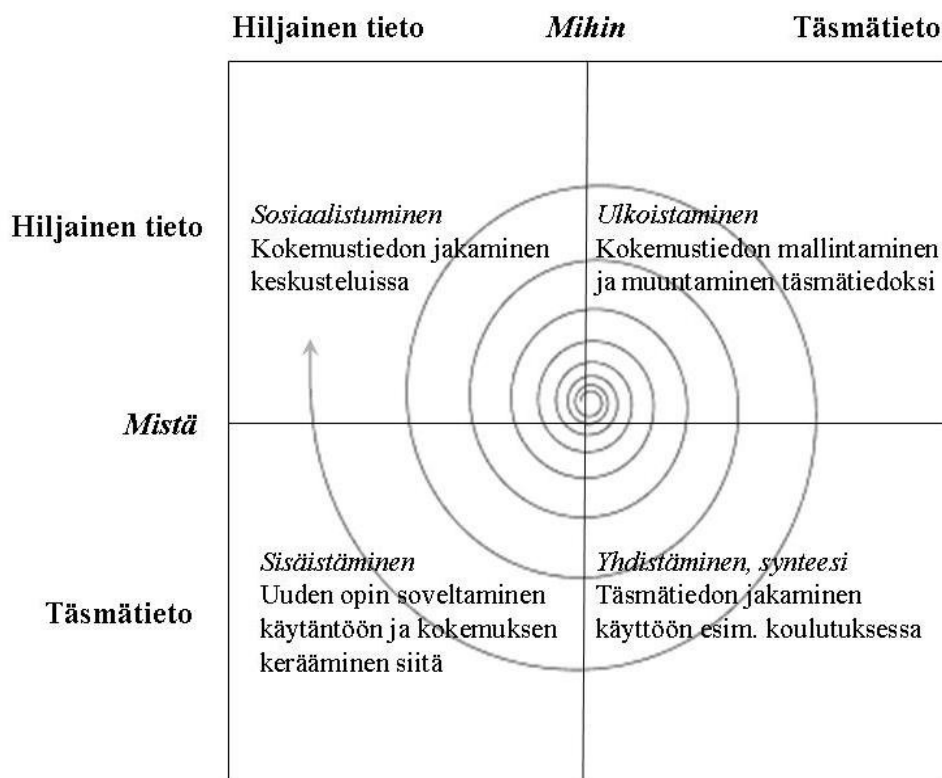 Hiljainen tieto Mihin Täsmätieto
Hiljainen tieto
Sosiaalistuminen
Kokemustiedon jakaminen
keskusteluissa
Ulkoistaminen
Kokemustiedon mallintaminen
ja muuntaminen täsmätiedoksi
Mistä
Täsmätieto
Sisäistäminen
Uuden opin soveltaminen
käytäntöön ja kokemuksen
kerääminen siitä
Yhdistäminen, synteesi
Täsmätiedon jakaminen
käyttöön esim. koulutuksessa